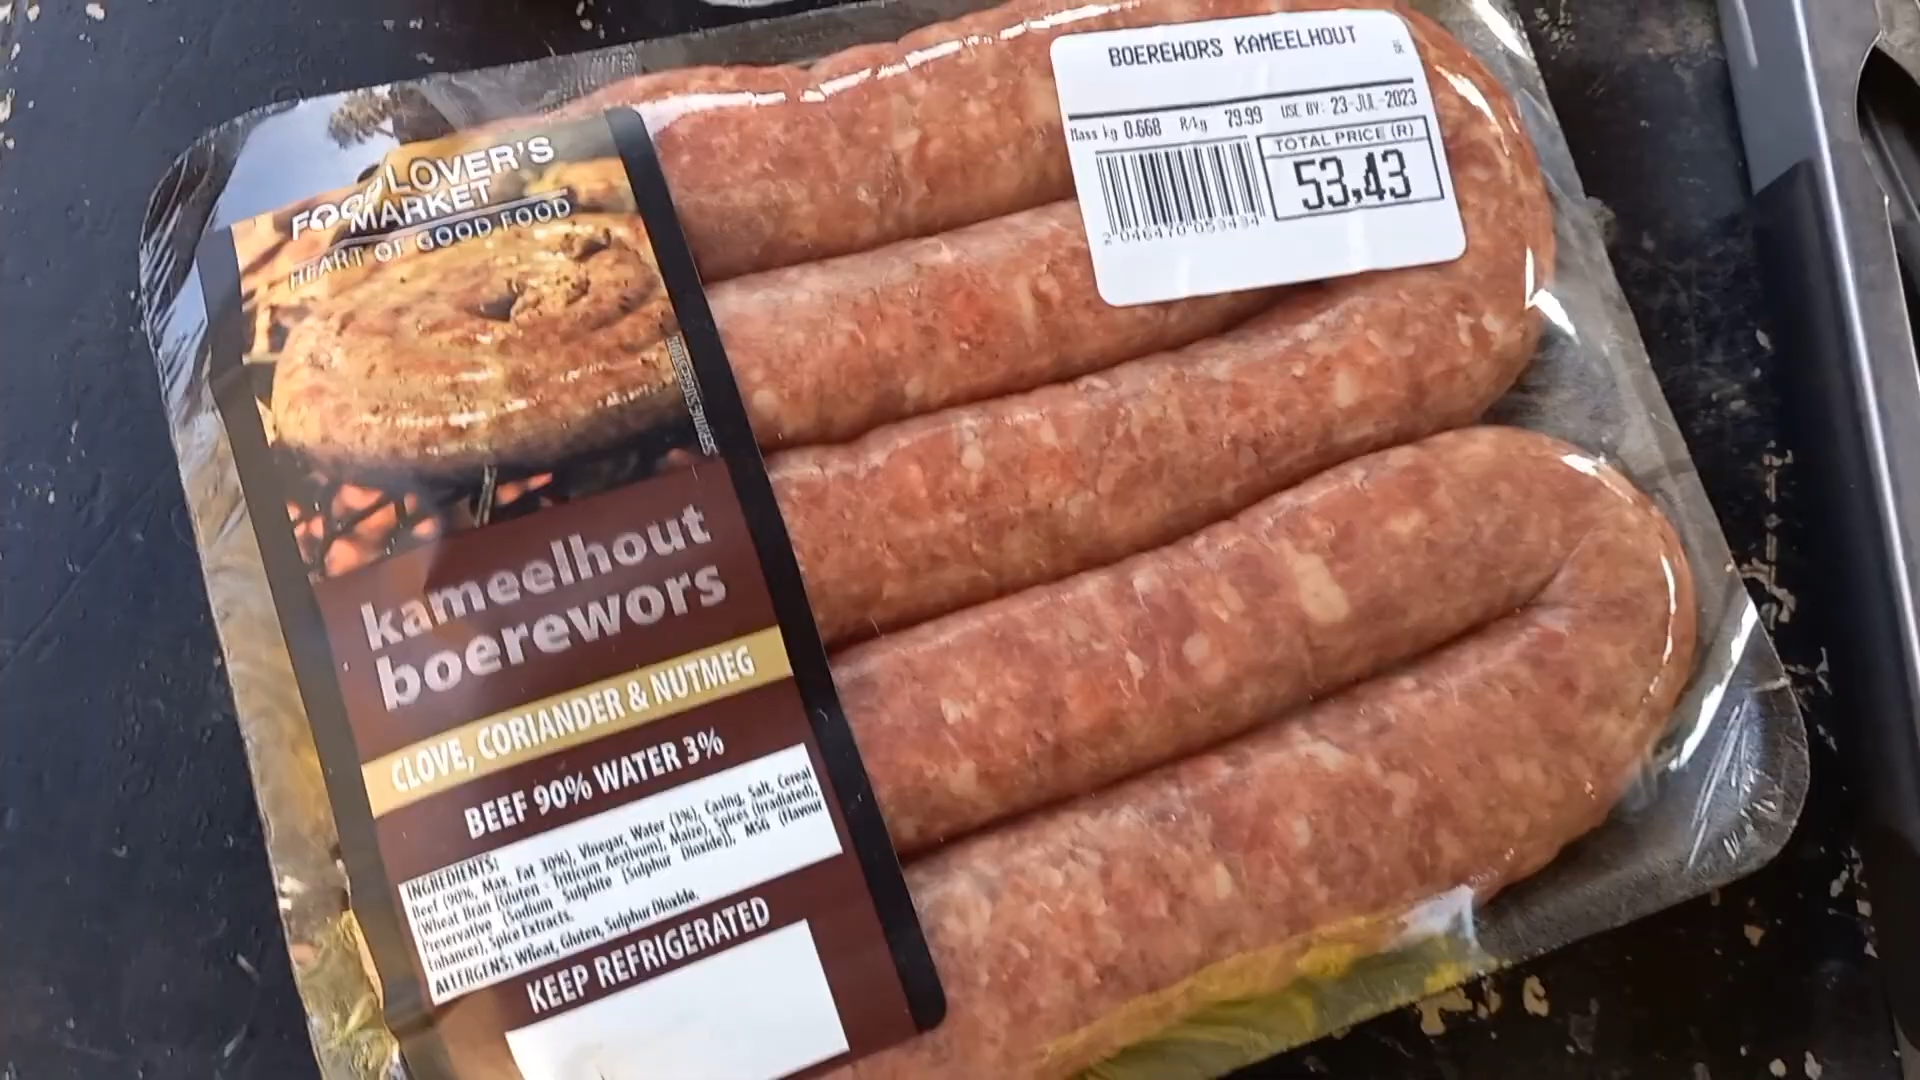 BOEREWORS KAMEELHOUT
Mass kg 0.668 R/kg 79.99 USE BY: 23-JUL-2023
TOTAL PRICE (R)
53,43
2 046470 053434
FOOD LOVER'S
MARKET
HEART OF GOOD FOOD
kameelhout
boerewors
CLOVE, CORIANDER & NUTMEG
BEEF 90% WATER 3%
INGREDIENTS:
Beef (90%, Max. Fat 30%), Vinegar, Water (3%), Casing, Salt, Cereal
(Wheat Bran [Gluten - Triticum Aestivum], Maize), Spices (Irradiated),
Preservative (Sodium Sulphite [Sulphur Dioxide]), MSG (Flavour
Enhancer), Spice Extracts.
ALLERGENS: Wheat, Gluten, Sulphur Dioxide.
KEEP REFRIGERATED